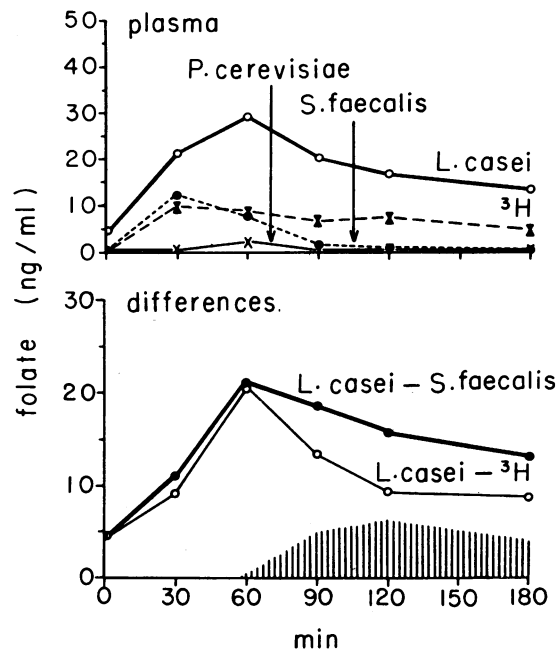 plasma
50
40
30
20
10
0
P. cerevisiae
S. faecalis
L. casei
³H
folate (ng/ml)
differences.
30
20
10
0
L. casei – S. faecalis
L. casei – ³H
0 30 60 90 120 150 180
min